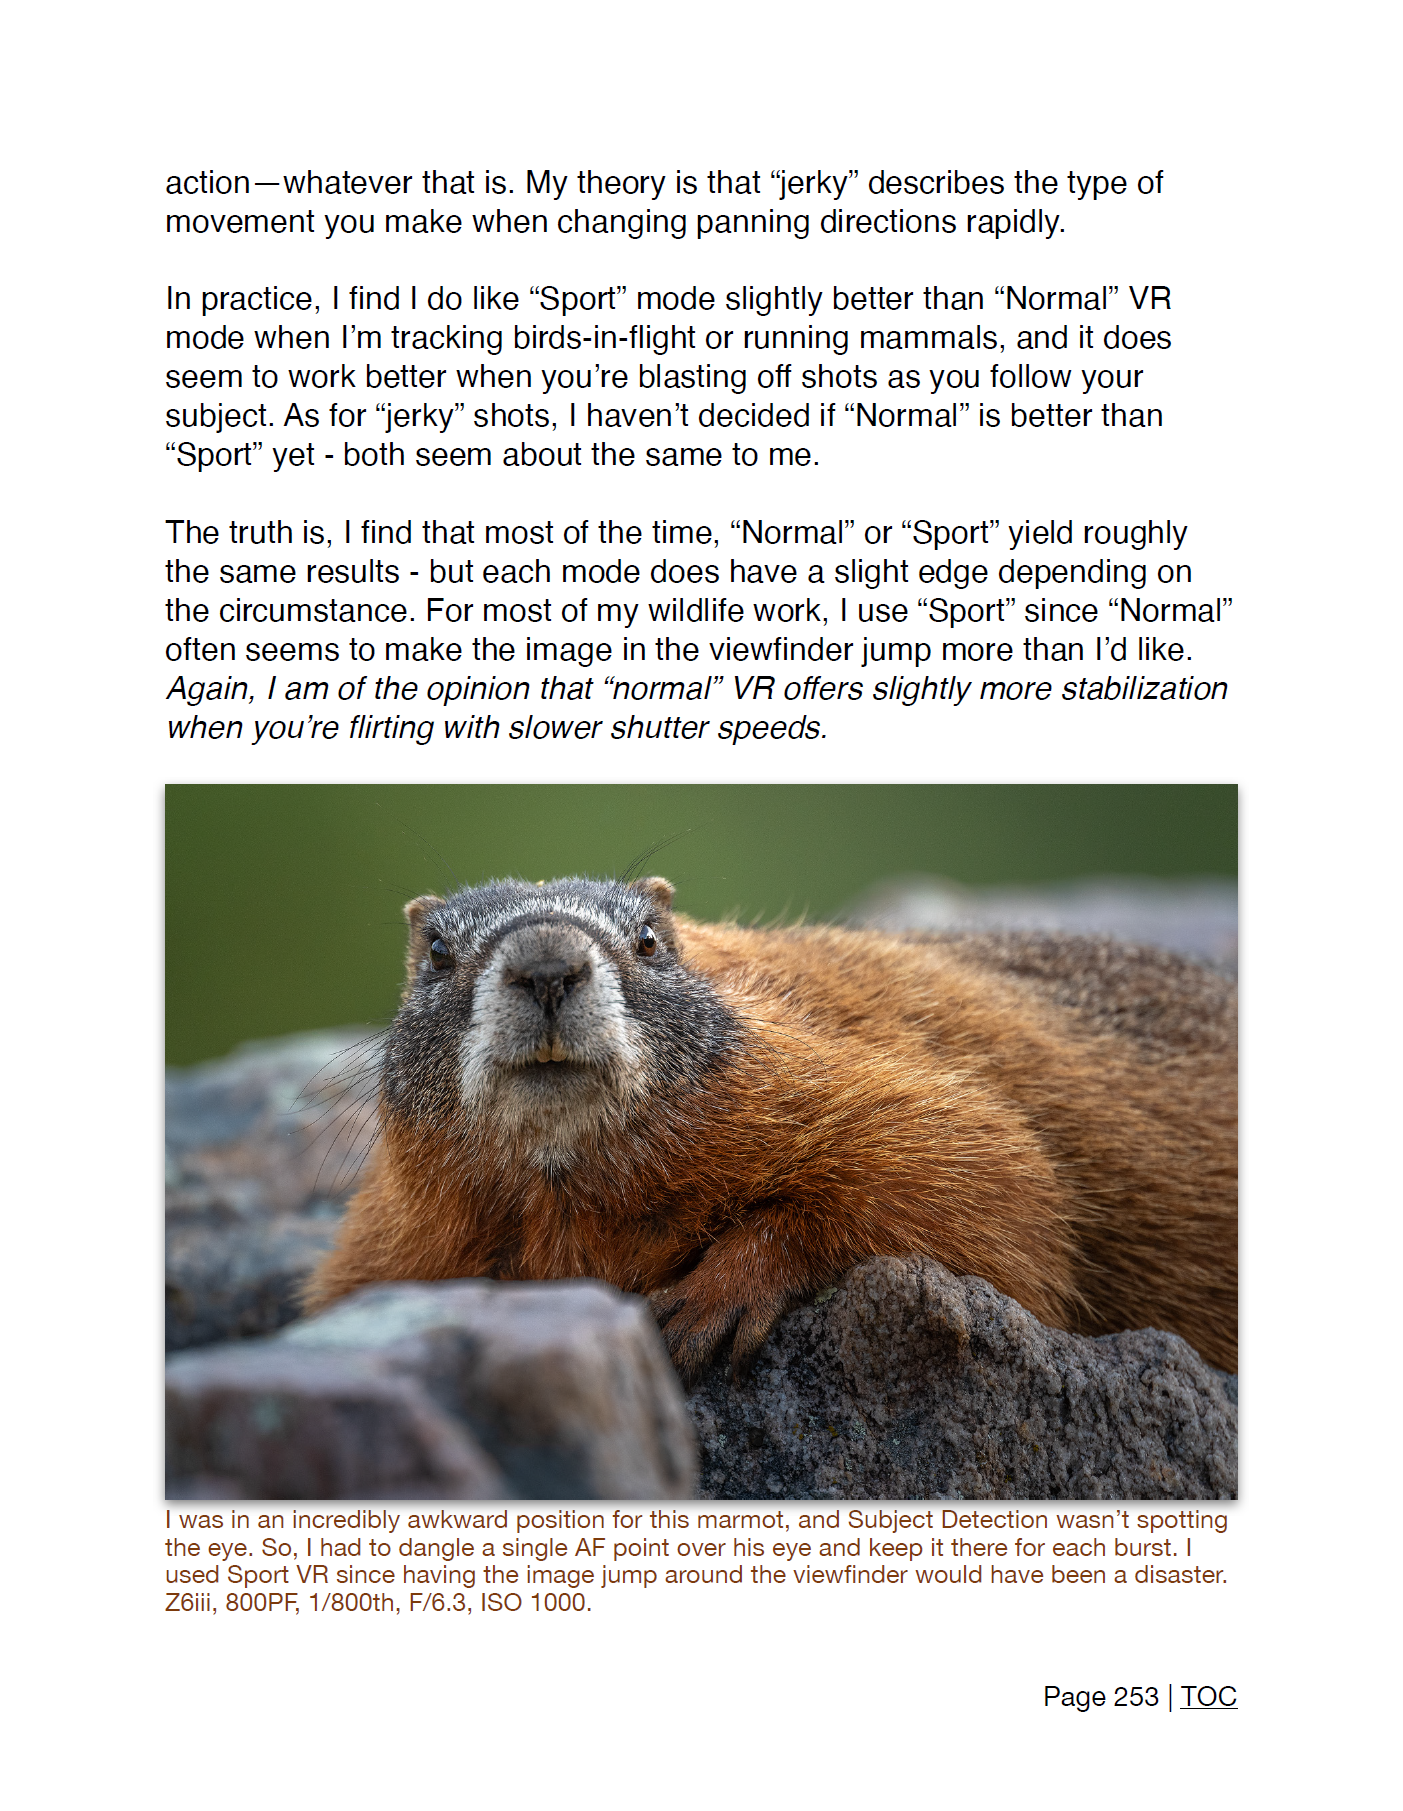 action—whatever that is. My theory is that “jerky” describes the type of
movement you make when changing panning directions rapidly.
In practice, I find I do like “Sport” mode slightly better than “Normal” VR
mode when I’m tracking birds-in-flight or running mammals, and it does
seem to work better when you’re blasting off shots as you follow your
subject. As for “jerky” shots, I haven’t decided if “Normal” is better than
“Sport” yet - both seem about the same to me.
The truth is, I find that most of the time, “Normal” or “Sport” yield roughly
the same results - but each mode does have a slight edge depending on
the circumstance. For most of my wildlife work, I use “Sport” since “Normal”
often seems to make the image in the viewfinder jump more than I’d like.
Again, I am of the opinion that “normal” VR offers slightly more stabilization
when you’re flirting with slower shutter speeds.
I was in an incredibly awkward position for this marmot, and Subject Detection wasn’t spotting
the eye. So, I had to dangle a single AF point over his eye and keep it there for each burst. I
used Sport VR since having the image jump around the viewfinder would have been a disaster.
Z6iii, 800PF, 1/800th, F/6.3, ISO 1000.
Page 253 | TOC